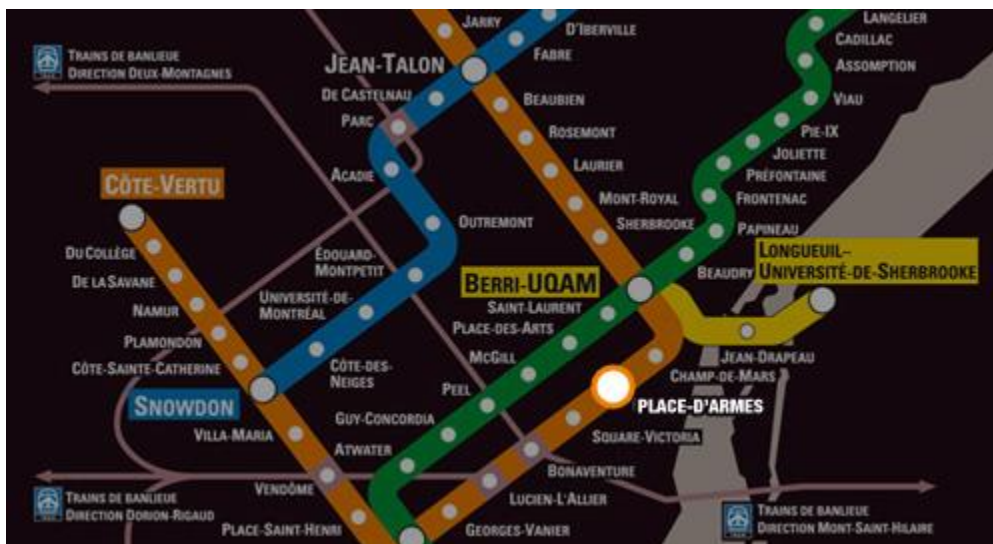 JARRY
LANGELIER
D'IBERVILLE
CADILLAC
FABRE
TRAINS DE BANLIEUE
DIRECTION DEUX-MONTAGNES
JEAN-TALON
ASSOMPTION
DE CASTELNAU
BEAUBIEN
VIAU
PARC
ROSEMONT
PIE-IX
JOLIETTE
LAURIER
ACADIE
PRÉFONTAINE
CÔTE-VERTU
MONT-ROYAL
FRONTENAC
OUTREMONT
SHERBROOKE
PAPINEAU
DU COLLÈGE
ÉDOUARD-
MONTPETIT
LONGUEUIL–
UNIVERSITÉ-DE-SHERBROOKE
BEAUDRY
DE LA SAVANE
BERRI-UQAM
UNIVERSITÉ-DE-
MONTRÉAL
SAINT-LAURENT
NAMUR
PLACE-DES-ARTS
PLAMONDON
MCGILL
JEAN-DRAPEAU
CÔTE-SAINTE-CATHERINE
CÔTE-DES-
NEIGES
CHAMP-DE-MARS
PEEL
SNOWDON
PLACE-D'ARMES
GUY-CONCORDIA
VILLA-MARIA
SQUARE-VICTORIA
ATWATER
BONAVENTURE
VENDÔME
LUCIEN-L'ALLIER
TRAINS DE BANLIEUE
DIRECTION DORION-RIGAUD
PLACE-SAINT-HENRI
GEORGES-VANIER
TRAINS DE BANLIEUE
DIRECTION MONT-SAINT-HILAIRE